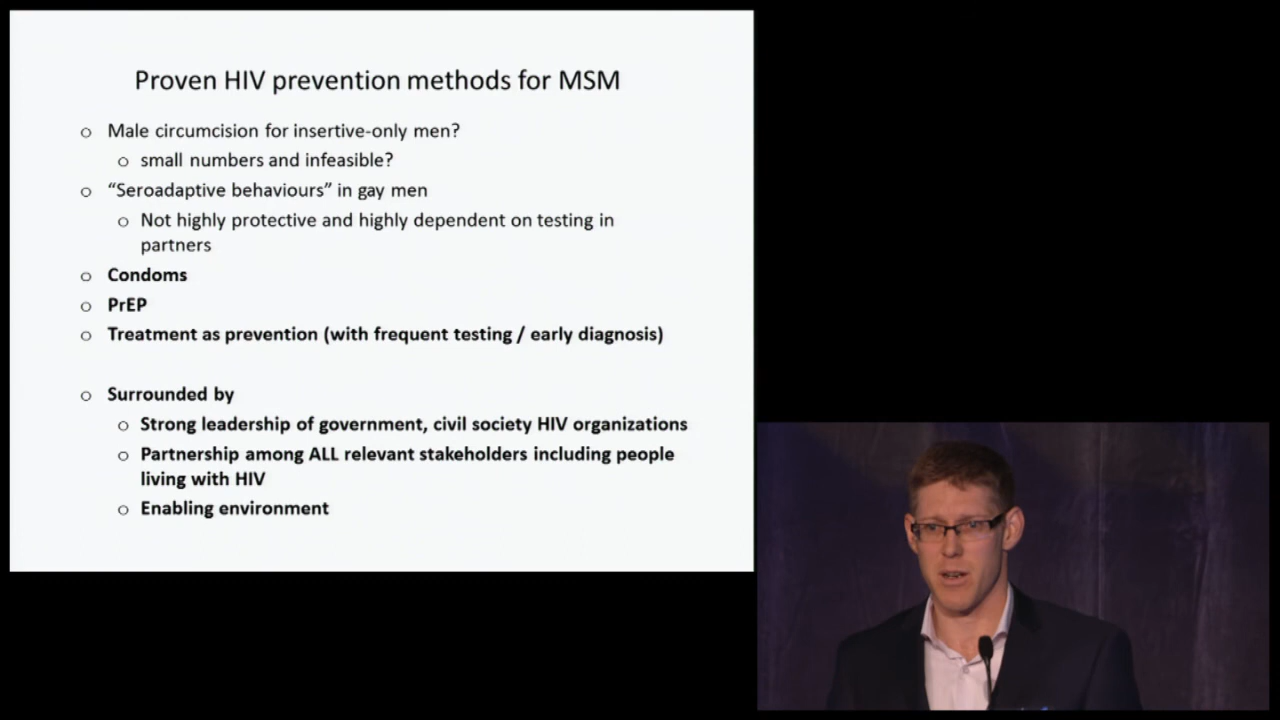 Proven HIV prevention methods for MSM
o Male circumcision for insertive-only men?
o small numbers and infeasible?
o “Seroadaptive behaviours” in gay men
o Not highly protective and highly dependent on testing in
partners
o Condoms
o PrEP
o Treatment as prevention (with frequent testing / early diagnosis)
o Surrounded by
o Strong leadership of government, civil society HIV organizations
o Partnership among ALL relevant stakeholders including people
living with HIV
o Enabling environment